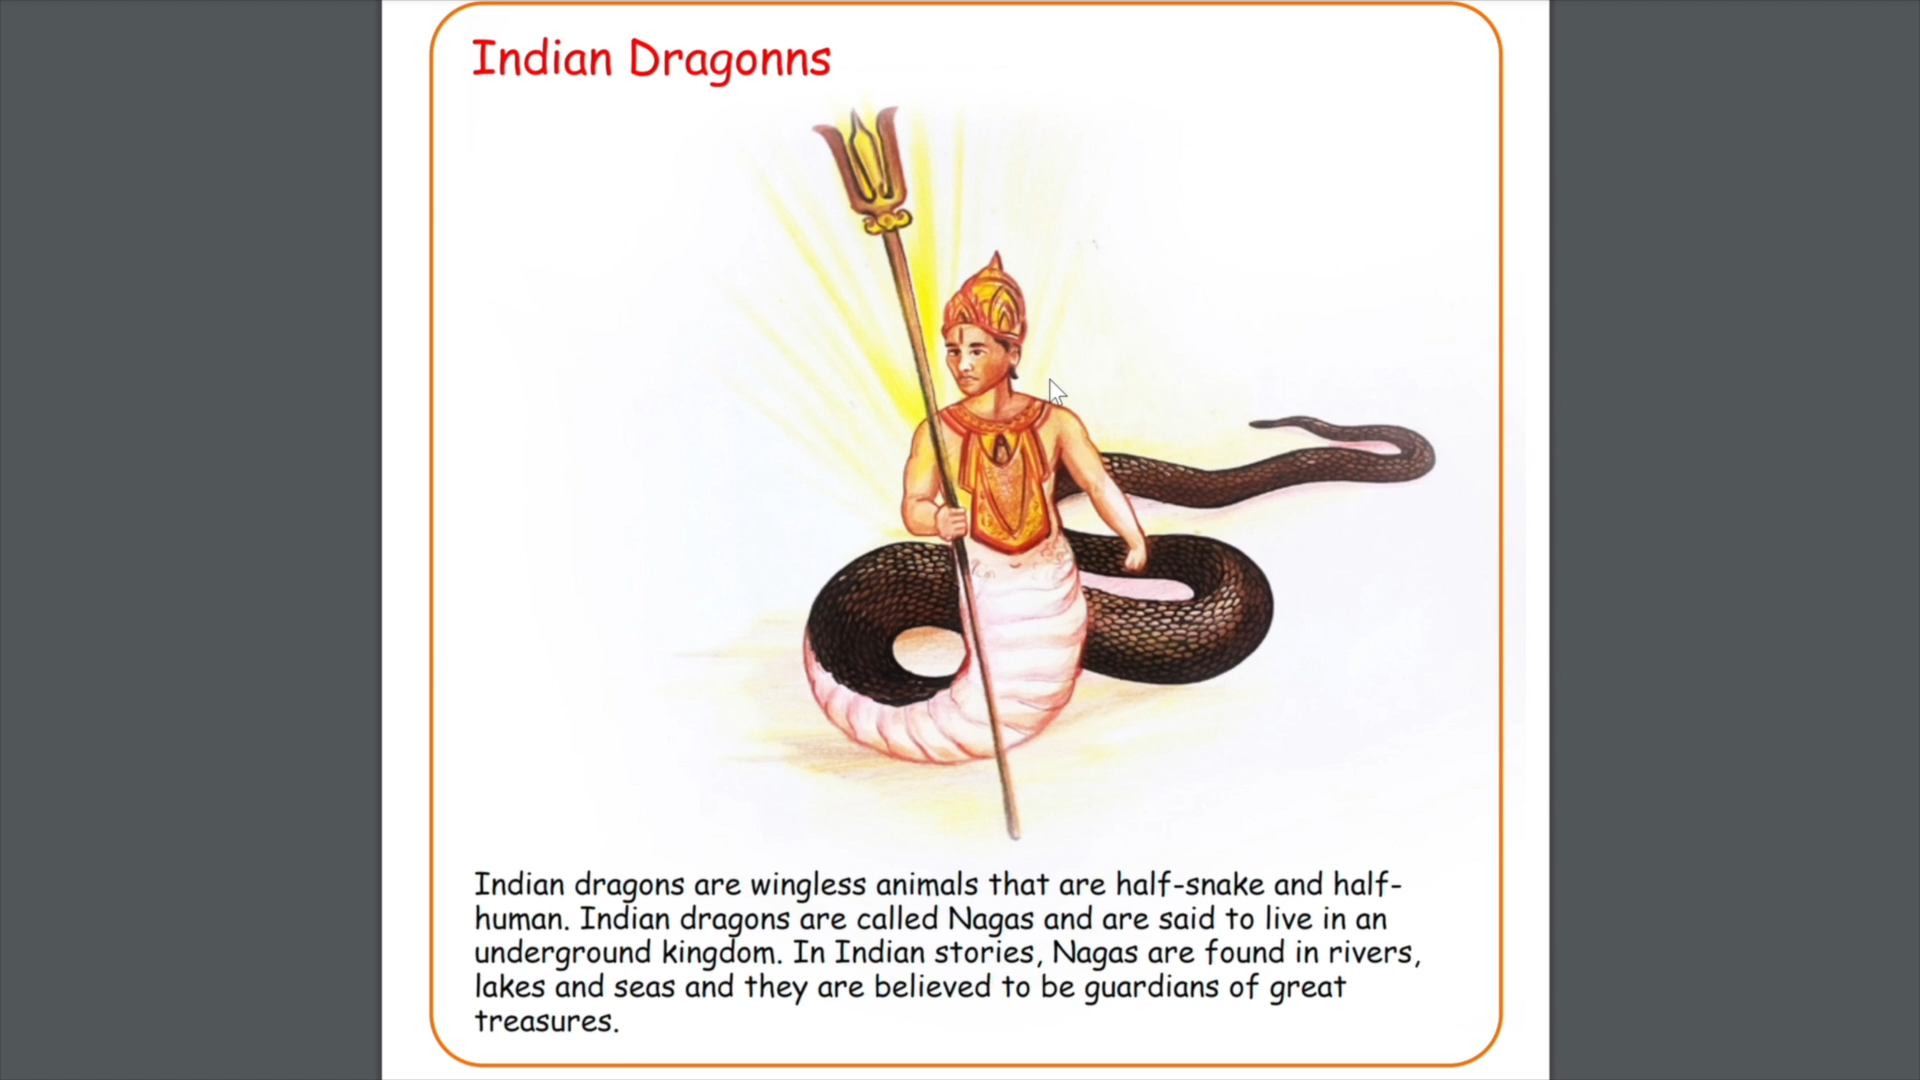 Indian Dragonns
Indian dragons are wingless animals that are half-snake and half-
human. Indian dragons are called Nagas and are said to live in an
underground kingdom. In Indian stories, Nagas are found in rivers,
lakes and seas and they are believed to be guardians of great
treasures.